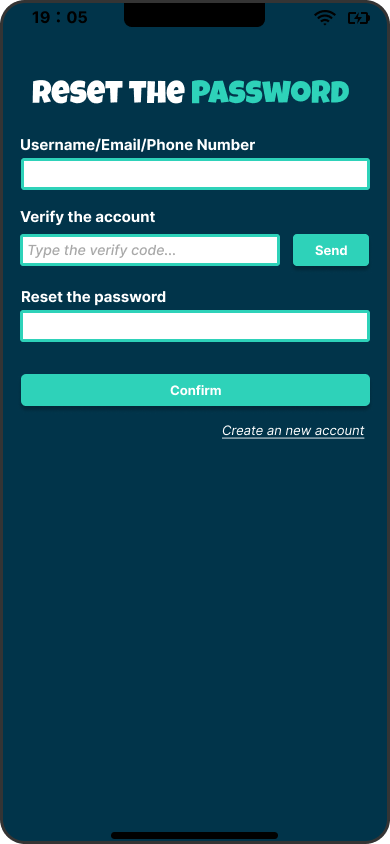 19 : 05
Reset the Password
Username/Email/Phone Number
Verify the account
Type the verify code...
Send
Reset the password
Confirm
Create an new account